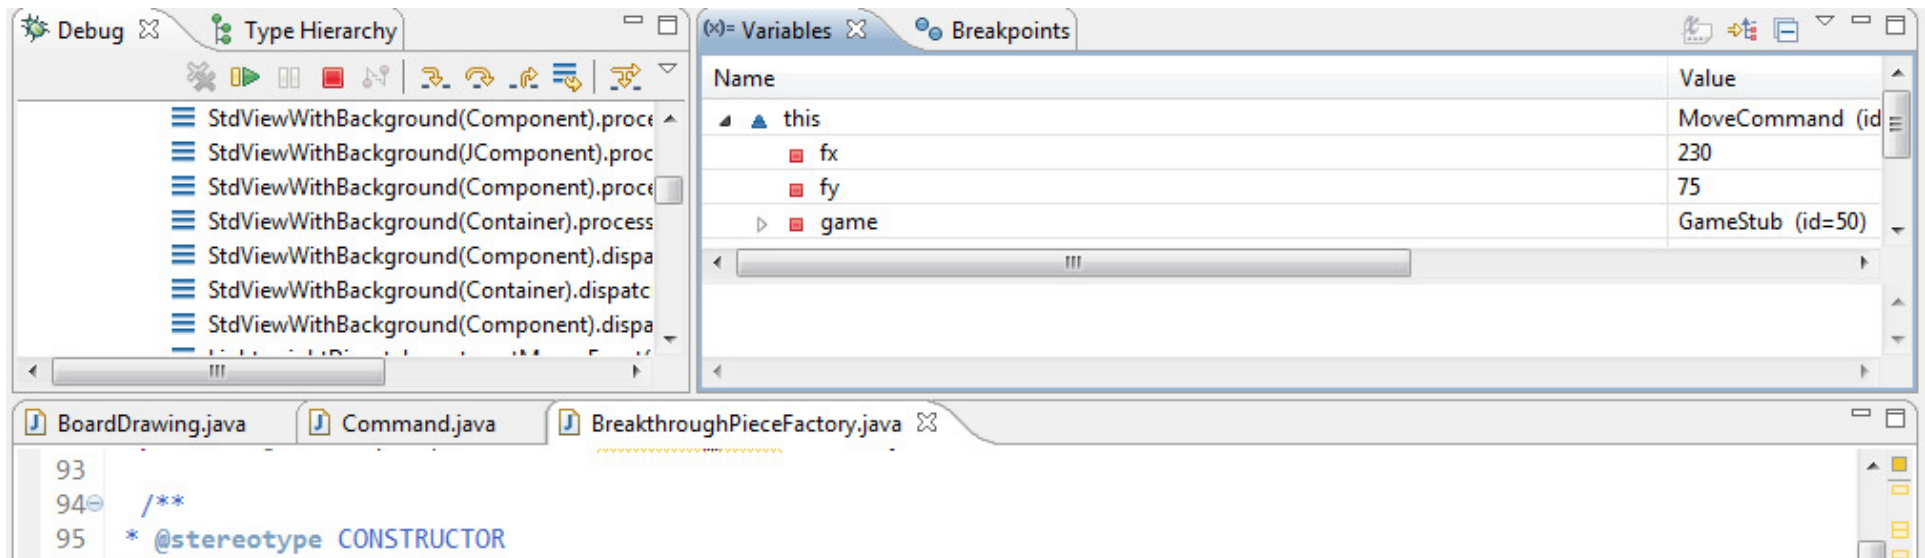 Debug Type Hierarchy
StdViewWithBackground(Component).proce
StdViewWithBackground(JComponent).proc
StdViewWithBackground(Component).proce
StdViewWithBackground(Container).process
StdViewWithBackground(Component).dispa
StdViewWithBackground(Container).dispatc
StdViewWithBackground(Component).dispa
(x)= Variables Breakpoints
Name Value
this MoveCommand (id
fx 230
fy 75
game GameStub (id=50)
BoardDrawing.java Command.java BreakthroughPieceFactory.java
93
94 /**
95 * @stereotype CONSTRUCTOR